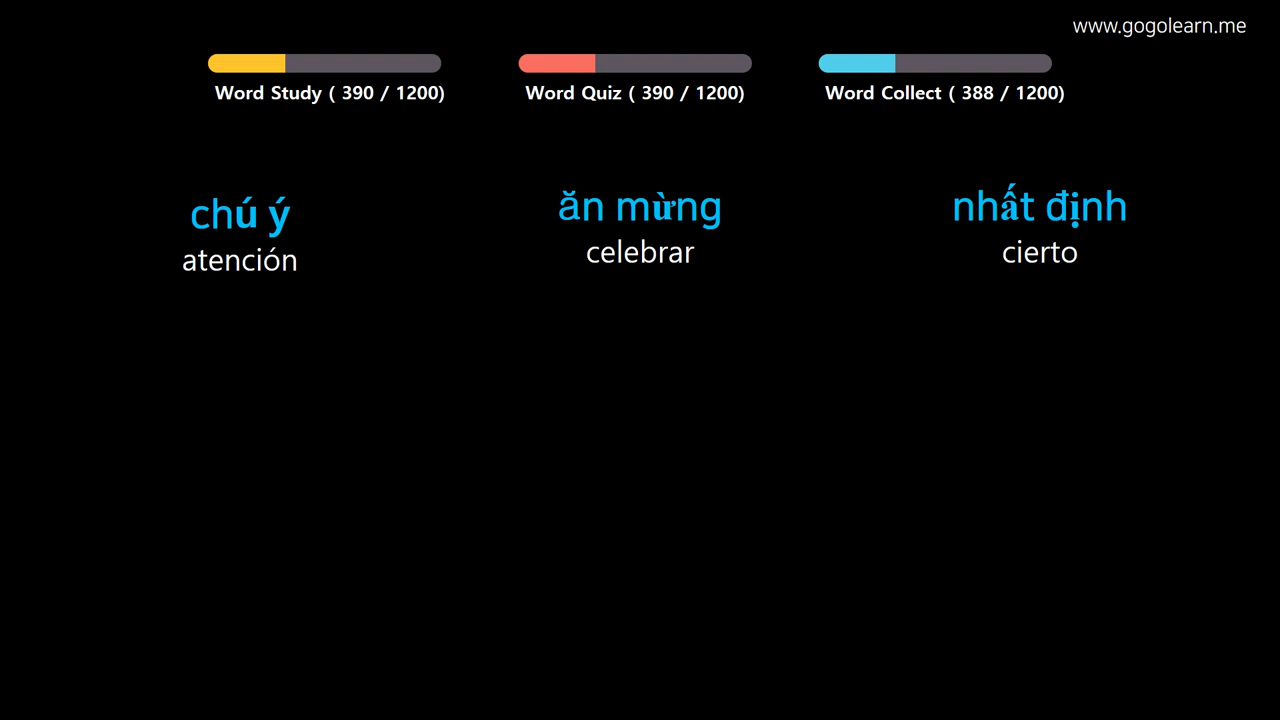 www.gogolearn.me
Word Study ( 390 / 1200)
Word Quiz ( 390 / 1200)
Word Collect ( 388 / 1200)
chú ý
atención
ăn mừng
celebrar
nhất định
cierto